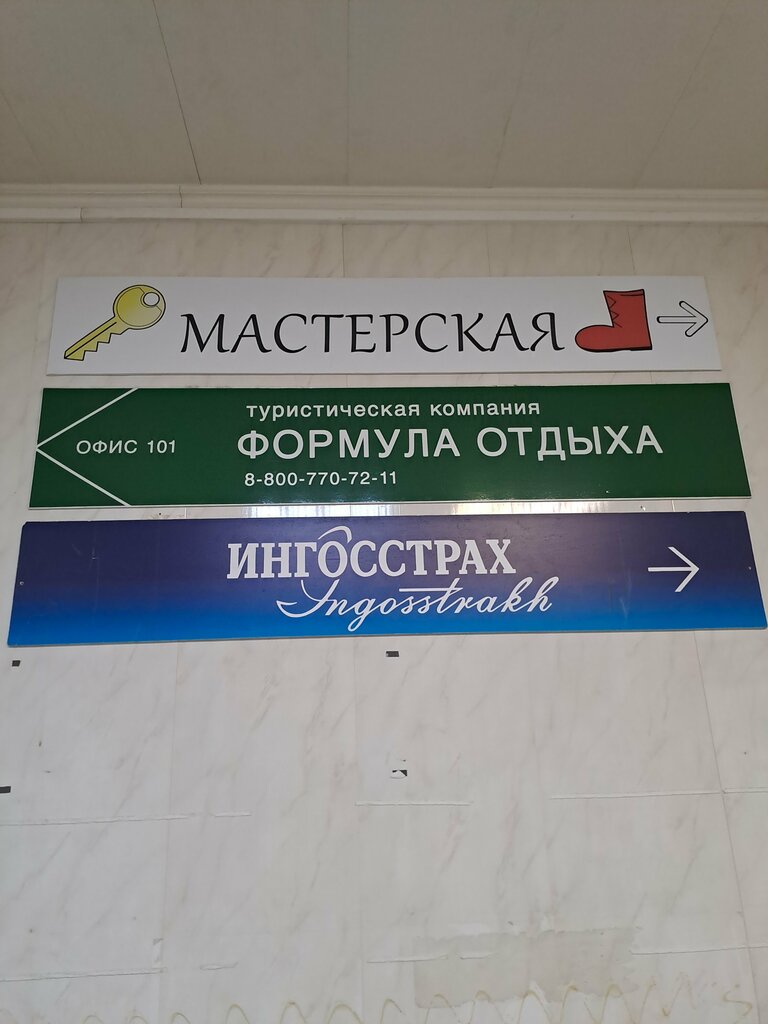 МАСТЕРСКАЯ
туристическая компания
ОФИС 101 ФОРМУЛА ОТДЫХА
8-800-770-72-11
ИНГОССТРАХ
Ingosstrakh